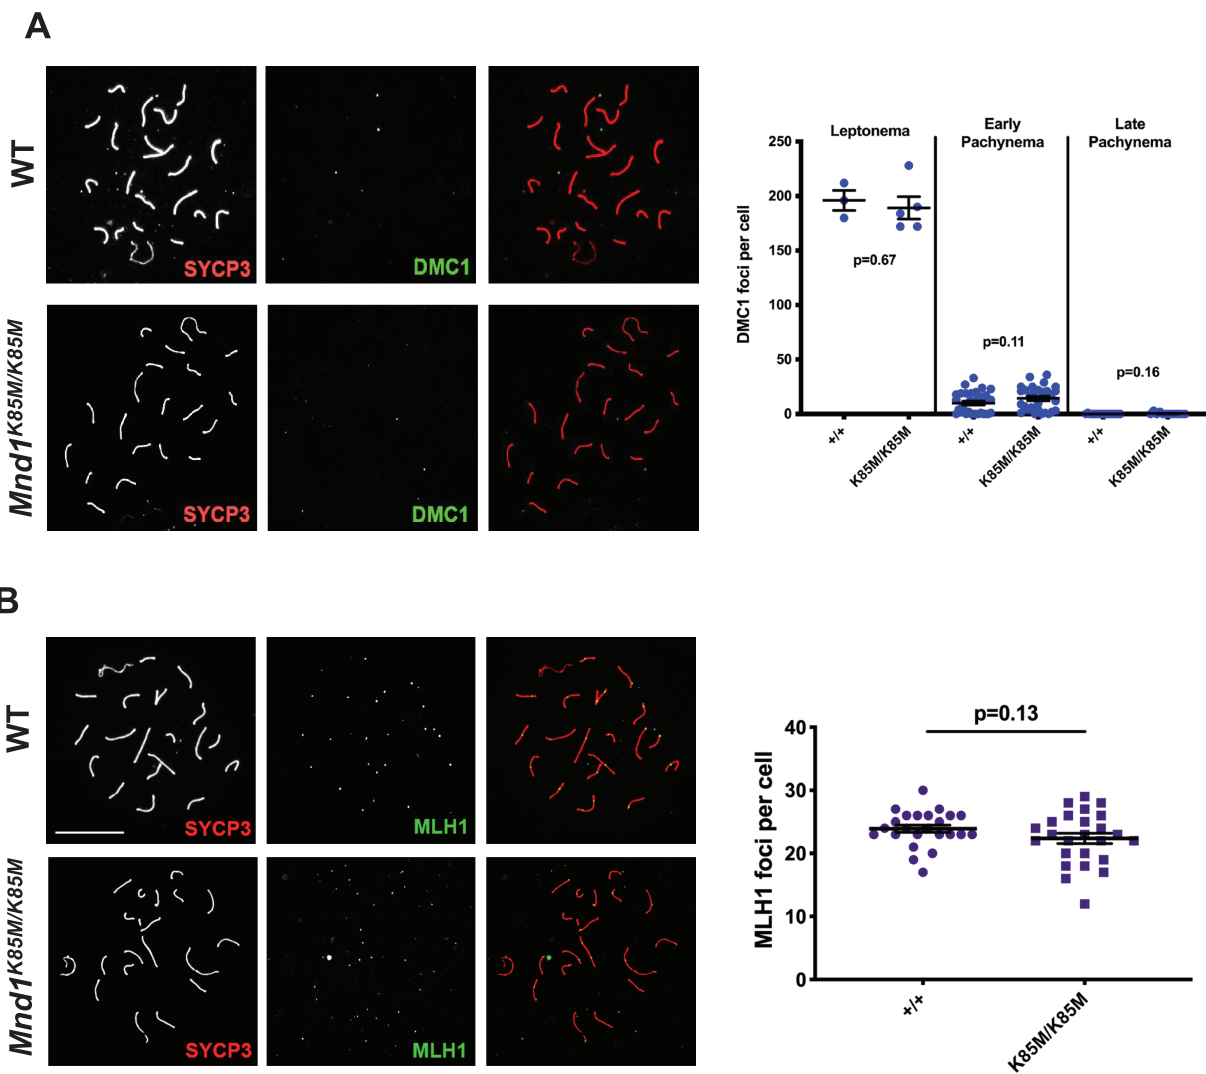 A
WT
SYCP3
DMC1
Mnd1K85M/K85M
SYCP3
DMC1
Leptonema
Early
Pachynema
Late
Pachynema
DMC1 foci per cell
250
200
150
100
50
0
p=0.67
p=0.11
p=0.16
+/+
K85M/K85M
+/+
K85M/K85M
+/+
K85M/K85M
B
WT
SYCP3
MLH1
Mnd1K85M/K85M
SYCP3
MLH1
p=0.13
MLH1 foci per cell
40
30
20
10
0
+/+
K85M/K85M